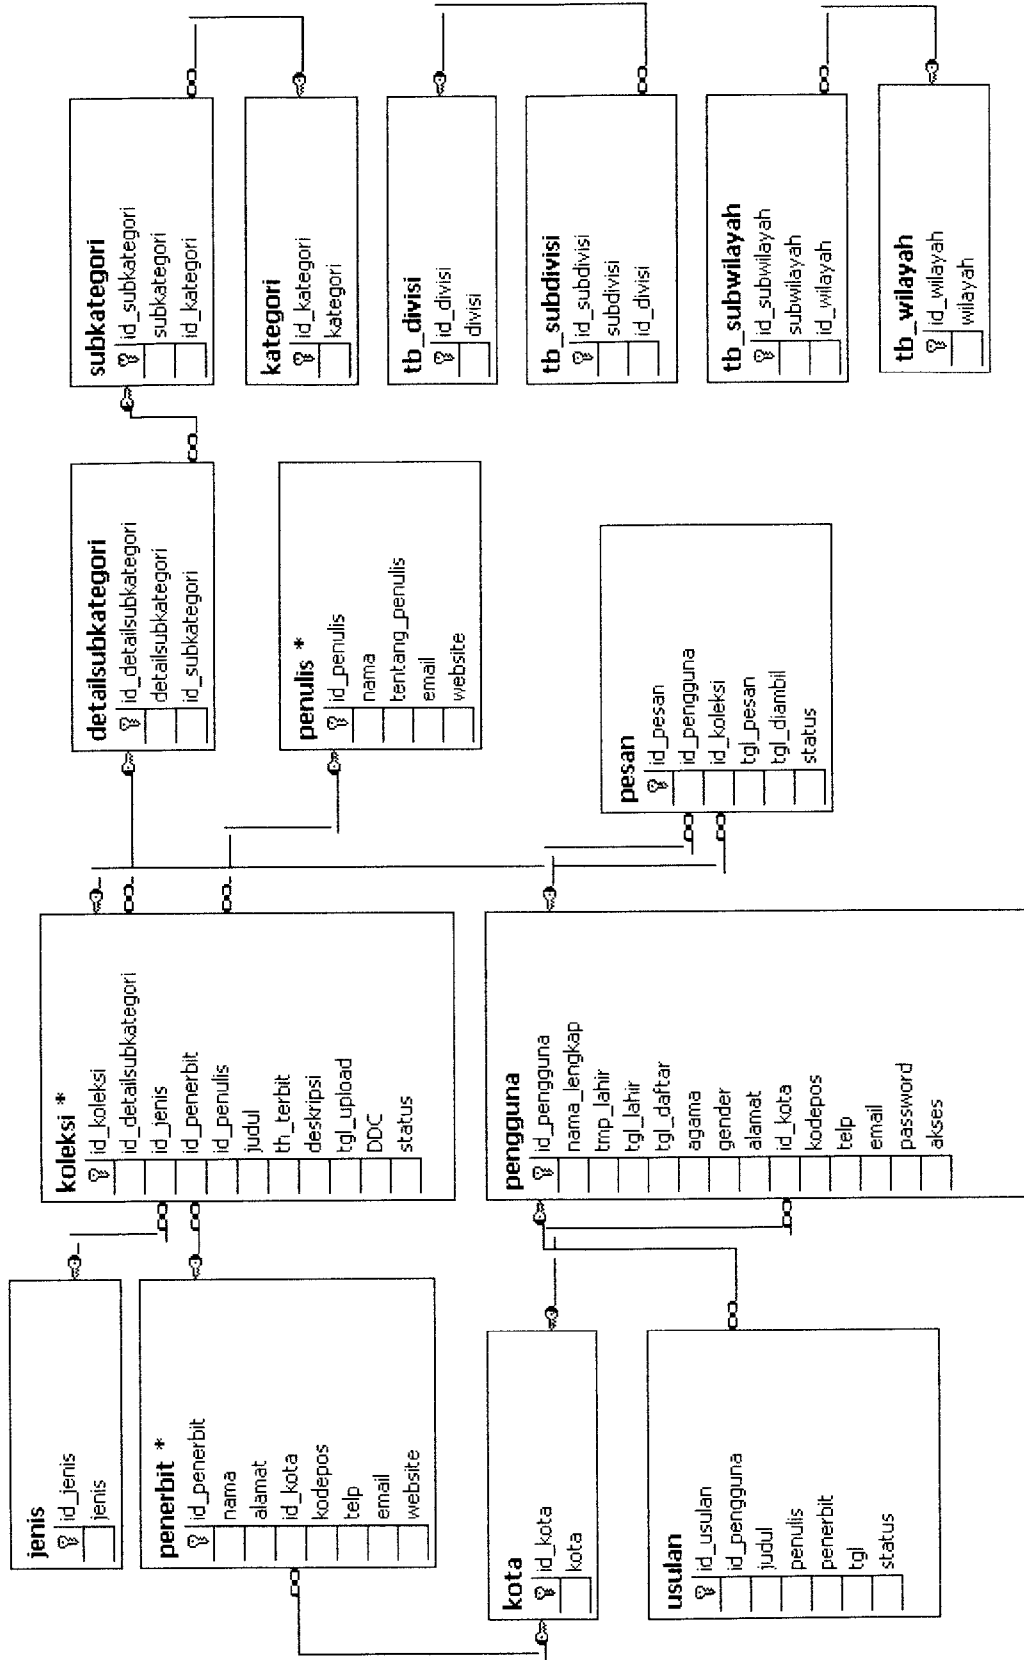 jenis
id_jenis
jenis
penerbit *
id_penerbit
nama
alamat
id_kota
kodepos
telp
email
website
kota
id_kota
kota
usulan
id_usulan
id_pengguna
judul
penulis
penerbit
tgl
status
koleksi *
id_koleksi
id_detailsubkategori
id_jenis
id_penerbit
id_penulis
judul
th_terbit
deskripsi
tgl_upload
DDC
status
pengguna
id_pengguna
nama_lengkap
tmp_lahir
tgl_lahir
tgl_daftar
agama
gender
alamat
id_kota
kodepos
telp
email
password
akses
detailsubkategori
id_detailsubkategori
detailsubkategori
id_subkategori
penulis *
id_penulis
nama
tentang_penulis
email
website
pesan
id_pesan
id_pengguna
id_koleksi
tgl_pesan
tgl_diambil
status
subkategori
id_subkategori
subkategori
id_kategori
kategori
id_kategori
kategori
tb_divisi
id_divisi
divisi
tb_subdivisi
id_subdivisi
subdivisi
id_divisi
tb_subwilayah
id_subwilayah
subwilayah
id_wilayah
tb_wilayah
id_wilayah
wilayah